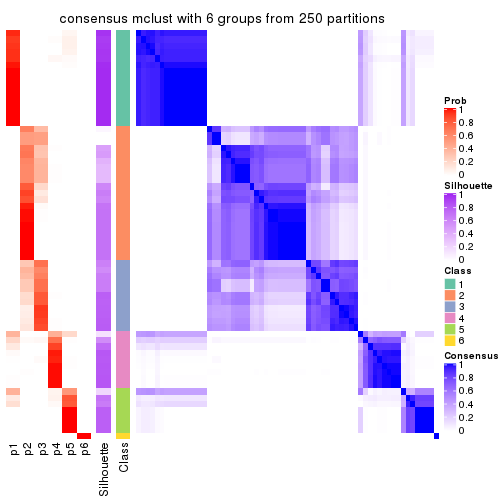 consensus mclust with 6 groups from 250 partitions
Prob
1
0.8
0.6
0.4
0.2
0
Silhouette
1
0.8
0.6
0.4
0.2
0
Class
1
2
3
4
5
6
Consensus
1
0.8
0.6
0.4
0.2
0
p1
p2
p3
p4
p5
p6
Silhouette
Class